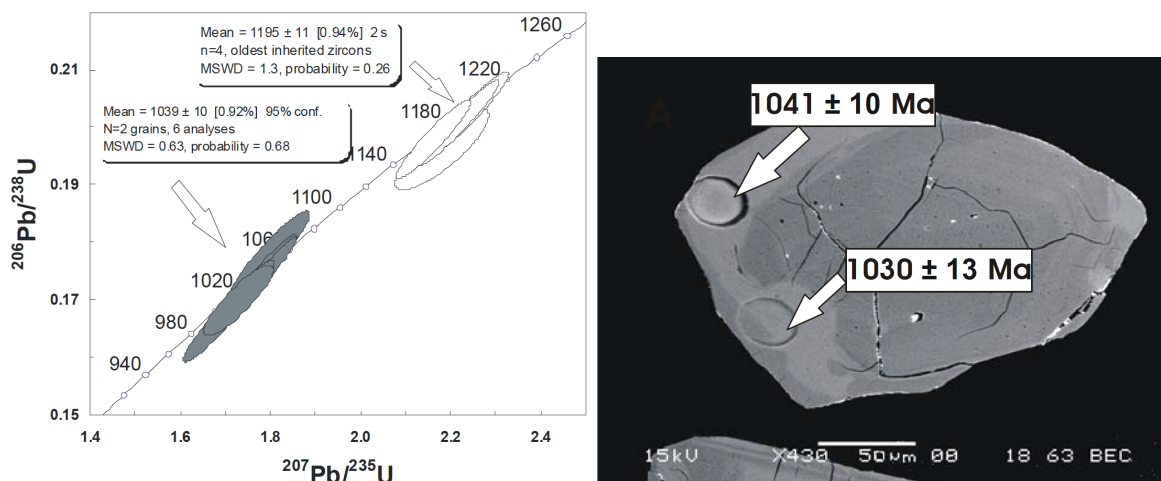 Mean = 1195 ± 11 [0.94%] 2 s
n=4, oldest inherited zircons
MSWD = 1.3, probability = 0.26
Mean = 1039 ± 10 [0.92%] 95% conf.
N=2 grains, 6 analyses
MSWD = 0.63, probability = 0.68
1260
1220
1180
1140
1100
106
1020
980
940
0.21
0.19
0.17
0.15
1.4 1.6 1.8 2.0 2.2 2.4
206Pb/238U
207Pb/235U
A
1041 ± 10 Ma
1030 ± 13 Ma
15kV X430 50µm 00 18 63 BEC